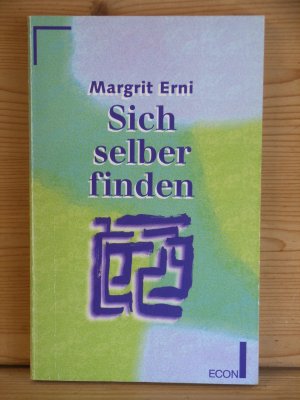 Margrit Erni
Sich
selber
finden
ECON